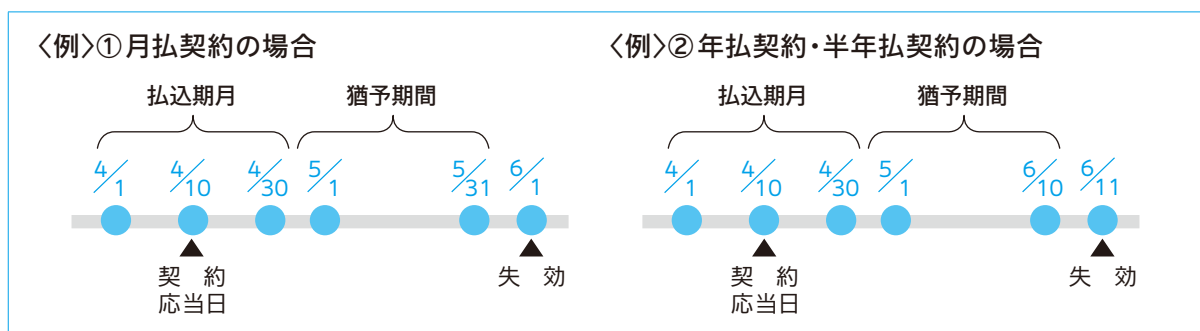 〈例〉①月払契約の場合
払込期月 猶予期間
4/1 4/10 4/30 5/1 5/31 6/1
契 約
応当日
失 効
〈例〉②年払契約・半年払契約の場合
払込期月 猶予期間
4/1 4/10 4/30 5/1 6/10 6/11
契 約
応当日
失 効